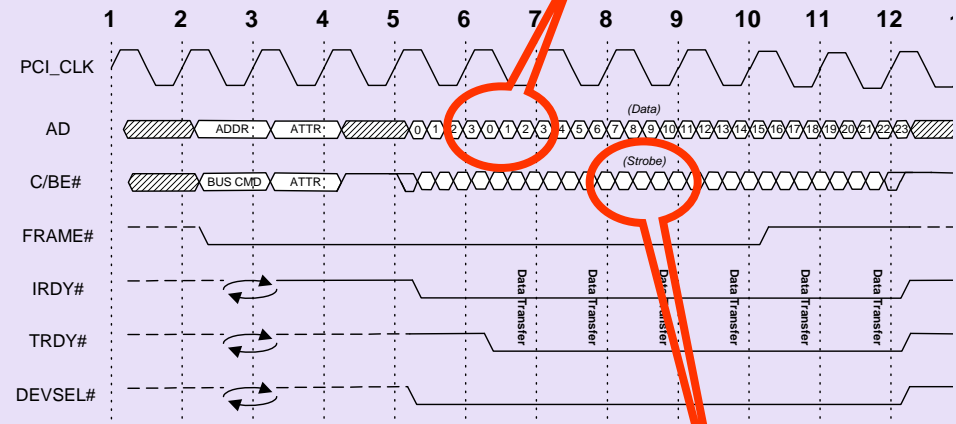 1 2 3 4 5 6 7 8 9 10 11 12
PCI_CLK
(Data)
AD ADDR ATTR 0 1 2 3 0 1 2 3 4 5 6 7 8 9 10 11 12 13 14 15 16 17 18 19 20 21 22 23
(Strobe)
C/BE# BUS CMD ATTR
FRAME#
IRDY#
Data Transfer Data Transfer Data Transfer Data Transfer Data Transfer Data Transfer
TRDY#
DEVSEL#